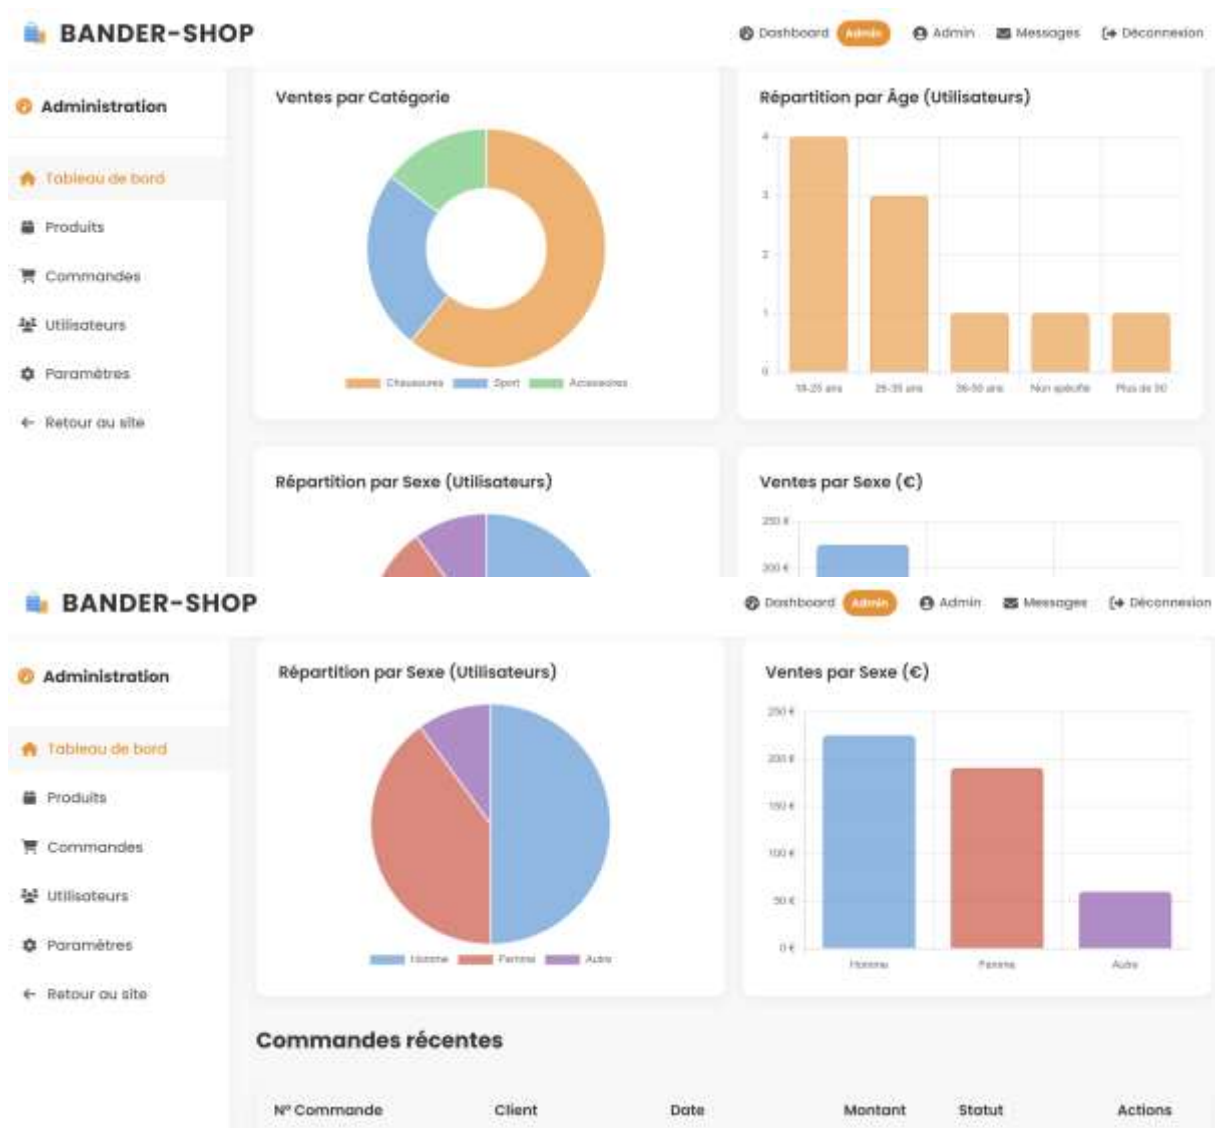 BANDER-SHOP
Dashboard Admin Admin Messages Déconnexion
Administration
Tableau de bord
Produits
Commandes
Utilisateurs
Paramètres
Retour au site
Ventes par Catégorie
Chaussures Sport Accessoires
Répartition par Âge (Utilisateurs)
4
3
2
1
0
18-25 ans 26-35 ans 36-50 ans Non spécifié Plus de 50
Répartition par Sexe (Utilisateurs)
Ventes par Sexe (€)
250 €
200 €
BANDER-SHOP
Dashboard Admin Admin Messages Déconnexion
Administration
Tableau de bord
Produits
Commandes
Utilisateurs
Paramètres
Retour au site
Répartition par Sexe (Utilisateurs)
Homme Femme Autre
Ventes par Sexe (€)
250 €
200 €
150 €
100 €
50 €
0 €
Homme Femme Autre
Commandes récentes
N° Commande Client Date Montant Statut Actions